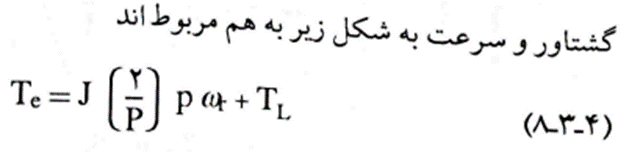 گشتاور و سرعت به شکل زیر به هم مربوط اند
Te = J (۲/P) p ωr + TL (۸-۳-۴)